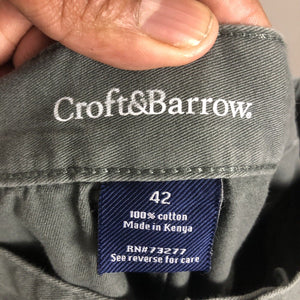 Croft&Barrow.
42
100% cotton
Made in Kenya
RN#73277
See reverse for care